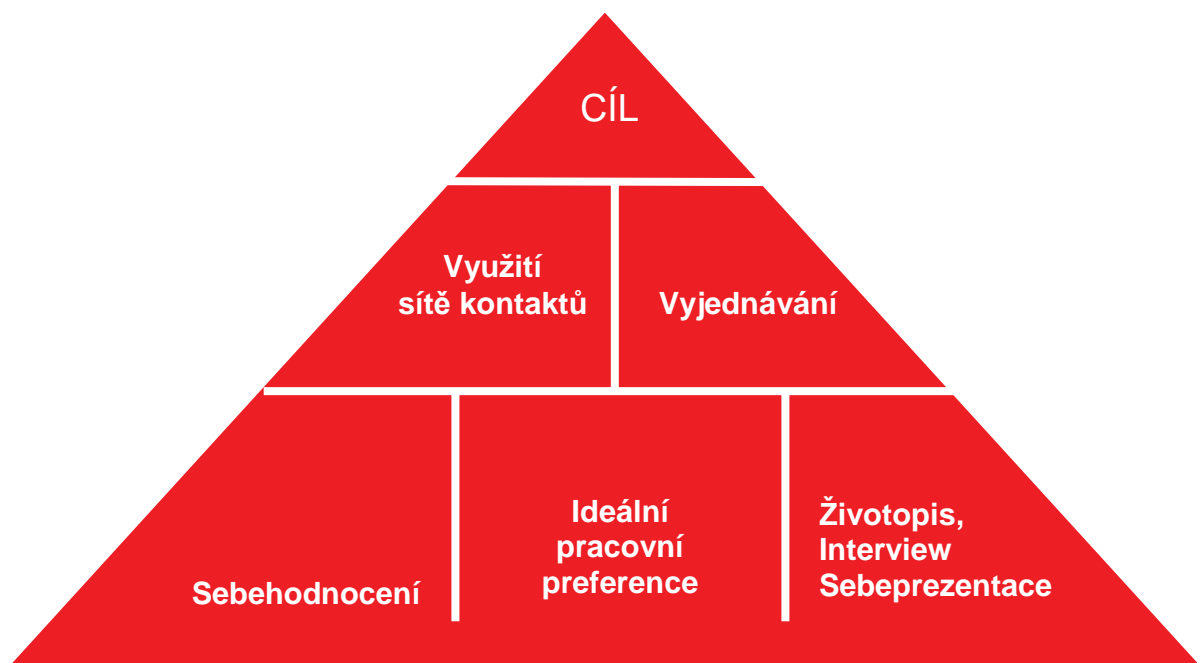 CÍL
Využití
sítě kontaktů
Vyjednávání
Sebehodnocení
Ideální
pracovní
preference
Životopis,
Interview
Sebeprezentace